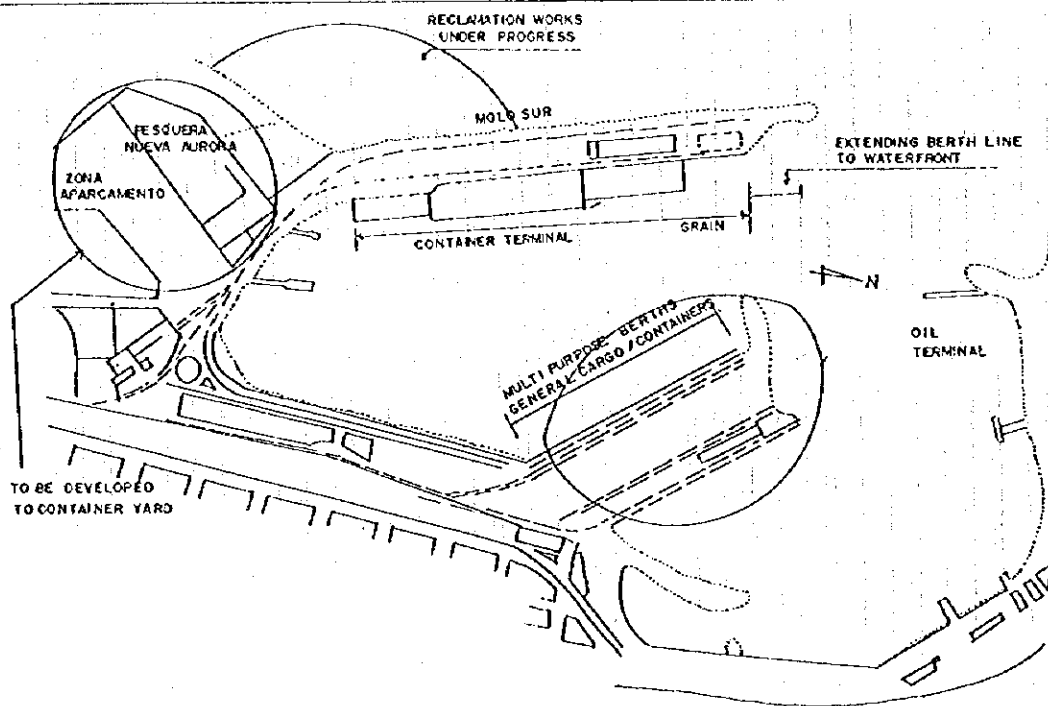 RECLAMATION WORKS
UNDER PROGRESS
MOLO SUR
PESQUERA
NUEVA AURORA
ZONA
APARCAMENTO
EXTENDING BERTH LINE
TO WATERFRONT
CONTAINER TERMINAL
GRAIN
N
MULTI PURPOSE BERTHS
GENERAL CARGO / CONTAINERS
OIL
TERMINAL
TO BE DEVELOPED
TO CONTAINER YARD